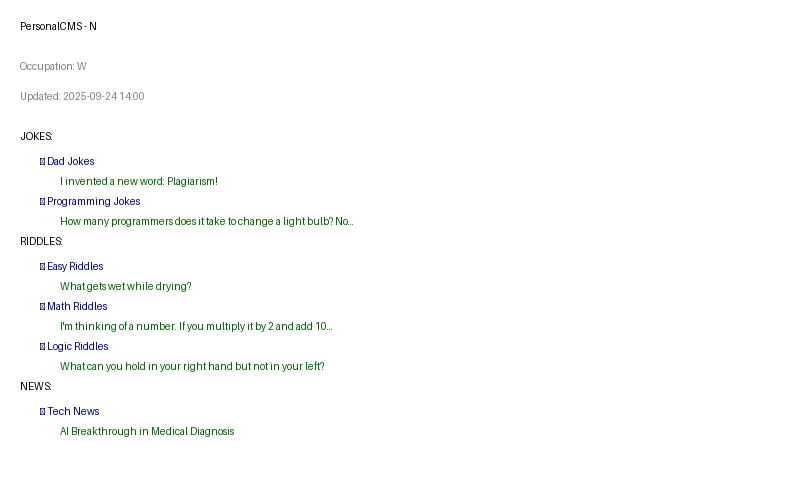 PersonalCMS - N
Occupation: W
Updated: 2025-09-24 14:00
JOKES:
Dad Jokes
I invented a new word: Plagiarism!
Programming Jokes
How many programmers does it take to change a light bulb? No...
RIDDLES:
Easy Riddles
What gets wet while drying?
Math Riddles
I'm thinking of a number. If you multiply it by 2 and add 10...
Logic Riddles
What can you hold in your right hand but not in your left?
NEWS:
Tech News
AI Breakthrough in Medical Diagnosis